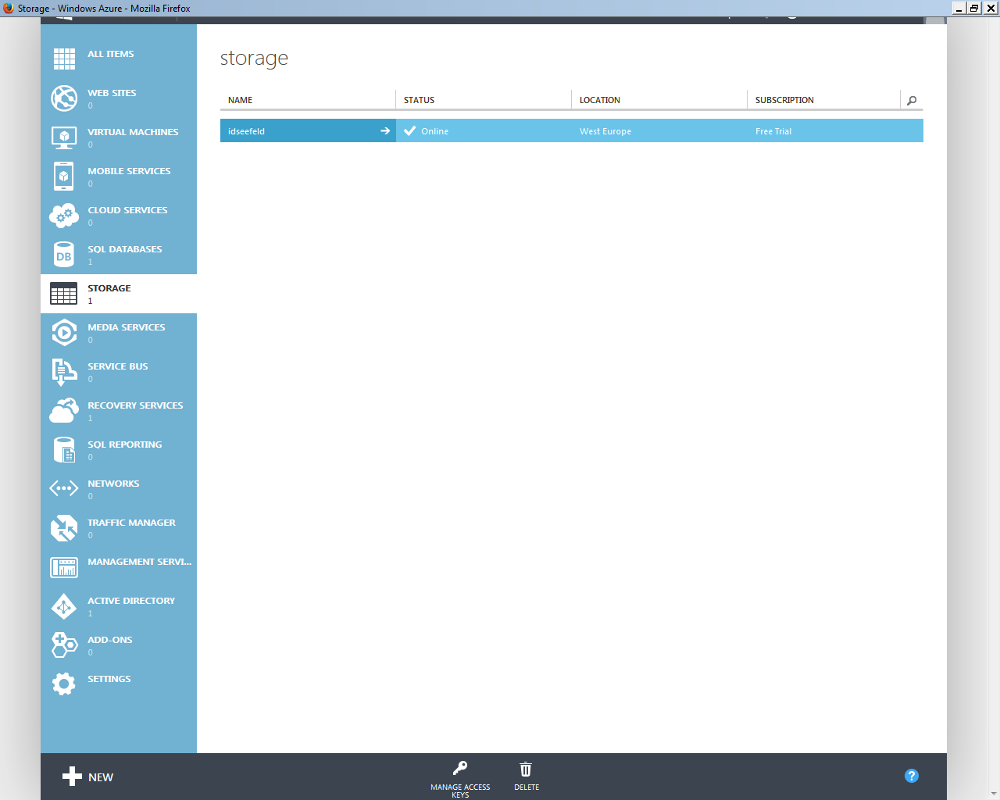 Storage - Windows Azure - Mozilla Firefox
ALL ITEMS
WEB SITES
0
VIRTUAL MACHINES
0
MOBILE SERVICES
0
CLOUD SERVICES
0
SQL DATABASES
DB
1
STORAGE
1
MEDIA SERVICES
0
SERVICE BUS
0
RECOVERY SERVICES
1
SQL REPORTING
0
NETWORKS
0
TRAFFIC MANAGER
0
MANAGEMENT SERVI...
ACTIVE DIRECTORY
1
ADD-ONS
0
SETTINGS
storage
NAME STATUS LOCATION SUBSCRIPTION
idseefeld Online West Europe Free Trial
NEW
MANAGE ACCESS
KEYS
DELETE
?